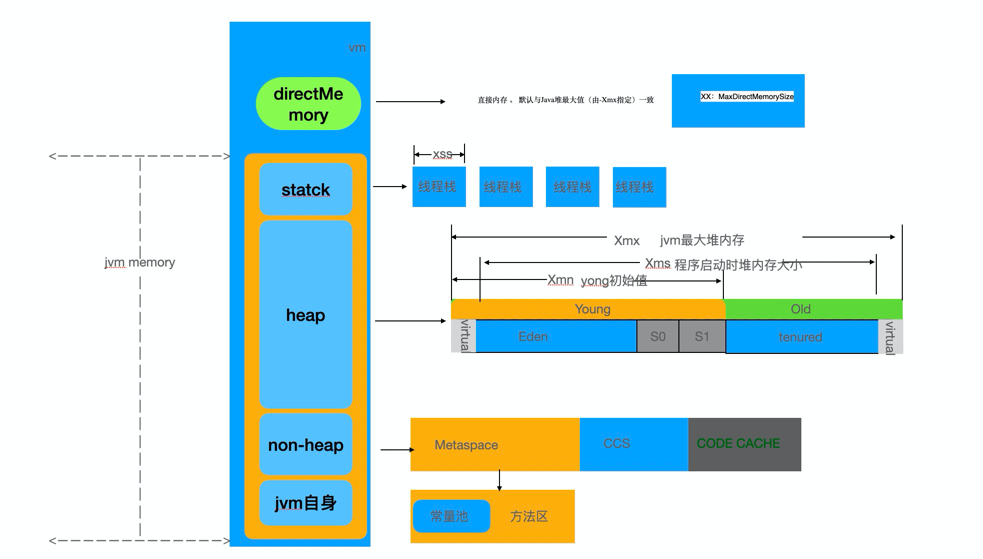 vm
directMe
mory
直接内存 。 默认与Java堆最大值（由-Xmx指定）一致
XX: MaxDirectMemorySize
xss
statck
线程栈 线程栈 线程栈 线程栈
Xmx jvm最大堆内存
jvm memory
Xms 程序启动时堆内存大小
Xmn yong初始值
heap
Young Old
virtual Eden S0 S1 tenured virtual
non-heap
Metaspace CCS CODE CACHE
jvm自身
常量池 方法区